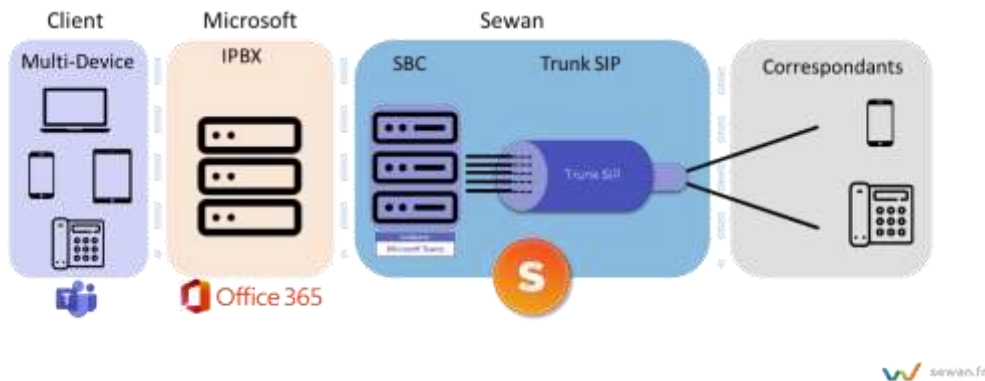 Client
Microsoft
Sewan
Multi-Device
IPBX
SBC
Trunk SIP
Correspondants
Trunk SIP
Microsoft Teams
S
T
Office 365
sewan.fr